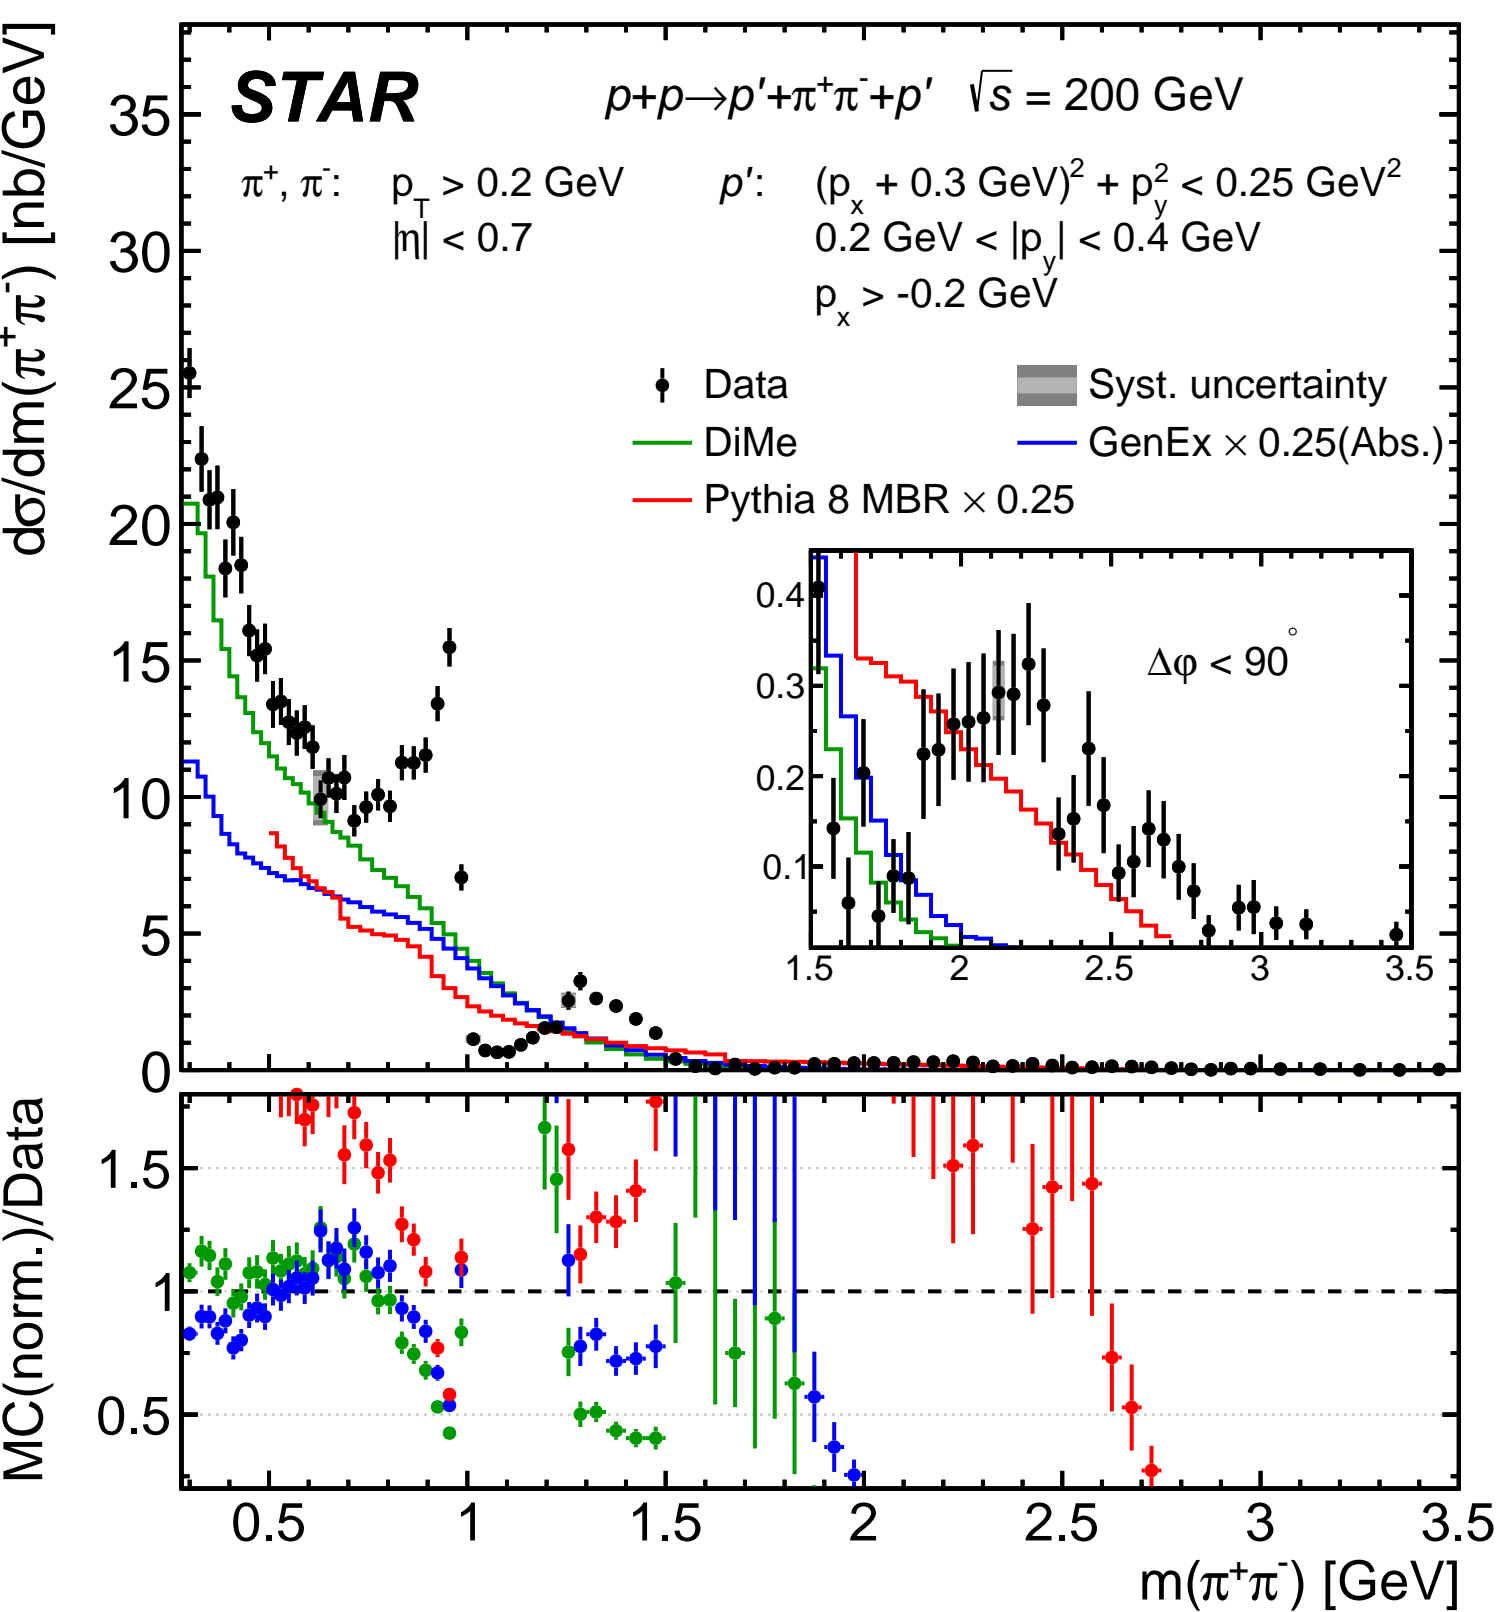 STAR
p+p→p′+π⁺π⁻+p′ √s = 200 GeV
π⁺, π⁻: p_T > 0.2 GeV p′: (p_x + 0.3 GeV)² + p_y² < 0.25 GeV²
|η| < 0.7 0.2 GeV < |p_y| < 0.4 GeV
p_x > -0.2 GeV
Data Syst. uncertainty
DiMe GenEx × 0.25(Abs.)
Pythia 8 MBR × 0.25
dσ/dm(π⁺π⁻) [nb/GeV]
35
30
25
20
15
10
5
0
Δφ < 90°
0.4
0.3
0.2
0.1
1.5 2 2.5 3 3.5
MC(norm.)/Data
1.5
1
0.5
0.5 1 1.5 2 2.5 3 3.5
m(π⁺π⁻) [GeV]